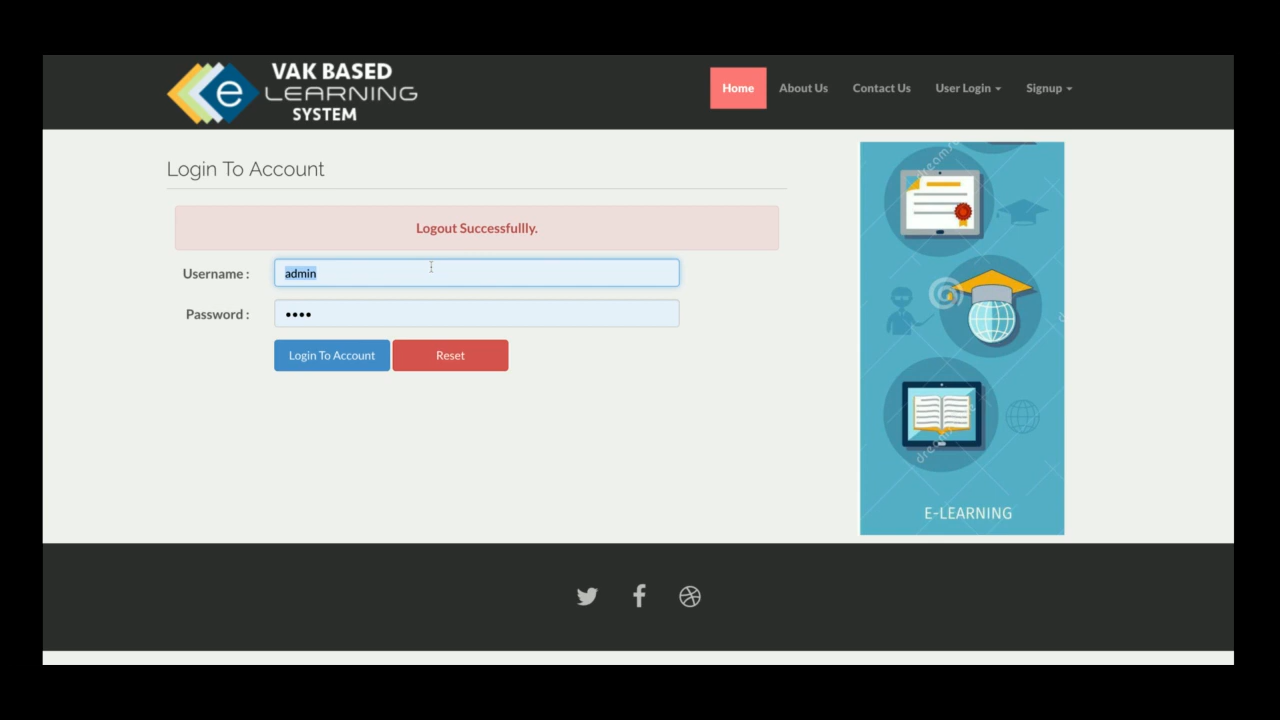 VAK BASED
LEARNING
SYSTEM
e
Home
About Us
Contact Us
User Login
Signup
Login To Account
Logout Successfullly.
Username :
admin
Password :
••••
Login To Account
Reset
E-LEARNING